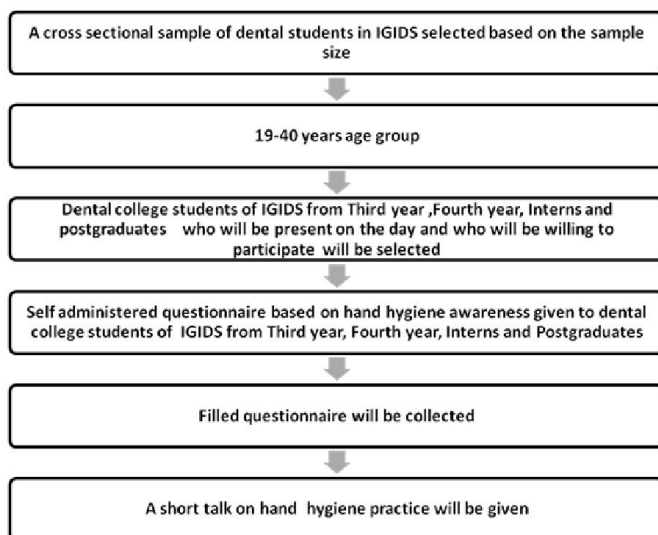 A cross sectional sample of dental students in IGIDS selected based on the sample
size
19-40 years age group
Dental college students of IGIDS from Third year ,Fourth year, Interns and
postgraduates who will be present on the day and who will be willing to
participate will be selected
Self administered questionnaire based on hand hygiene awareness given to dental
college students of IGIDS from Third year, Fourth year, Interns and Postgraduates
Filled questionnaire will be collected
A short talk on hand hygiene practice will be given